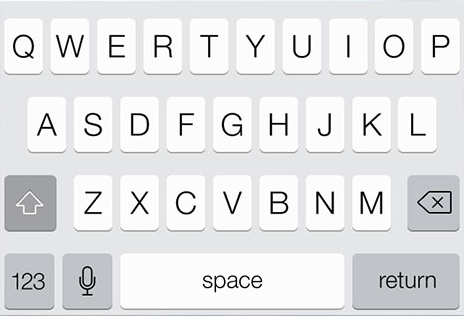 Q W E R T Y U I O P
A S D F G H J K L
Z X C V B N M
123 space return